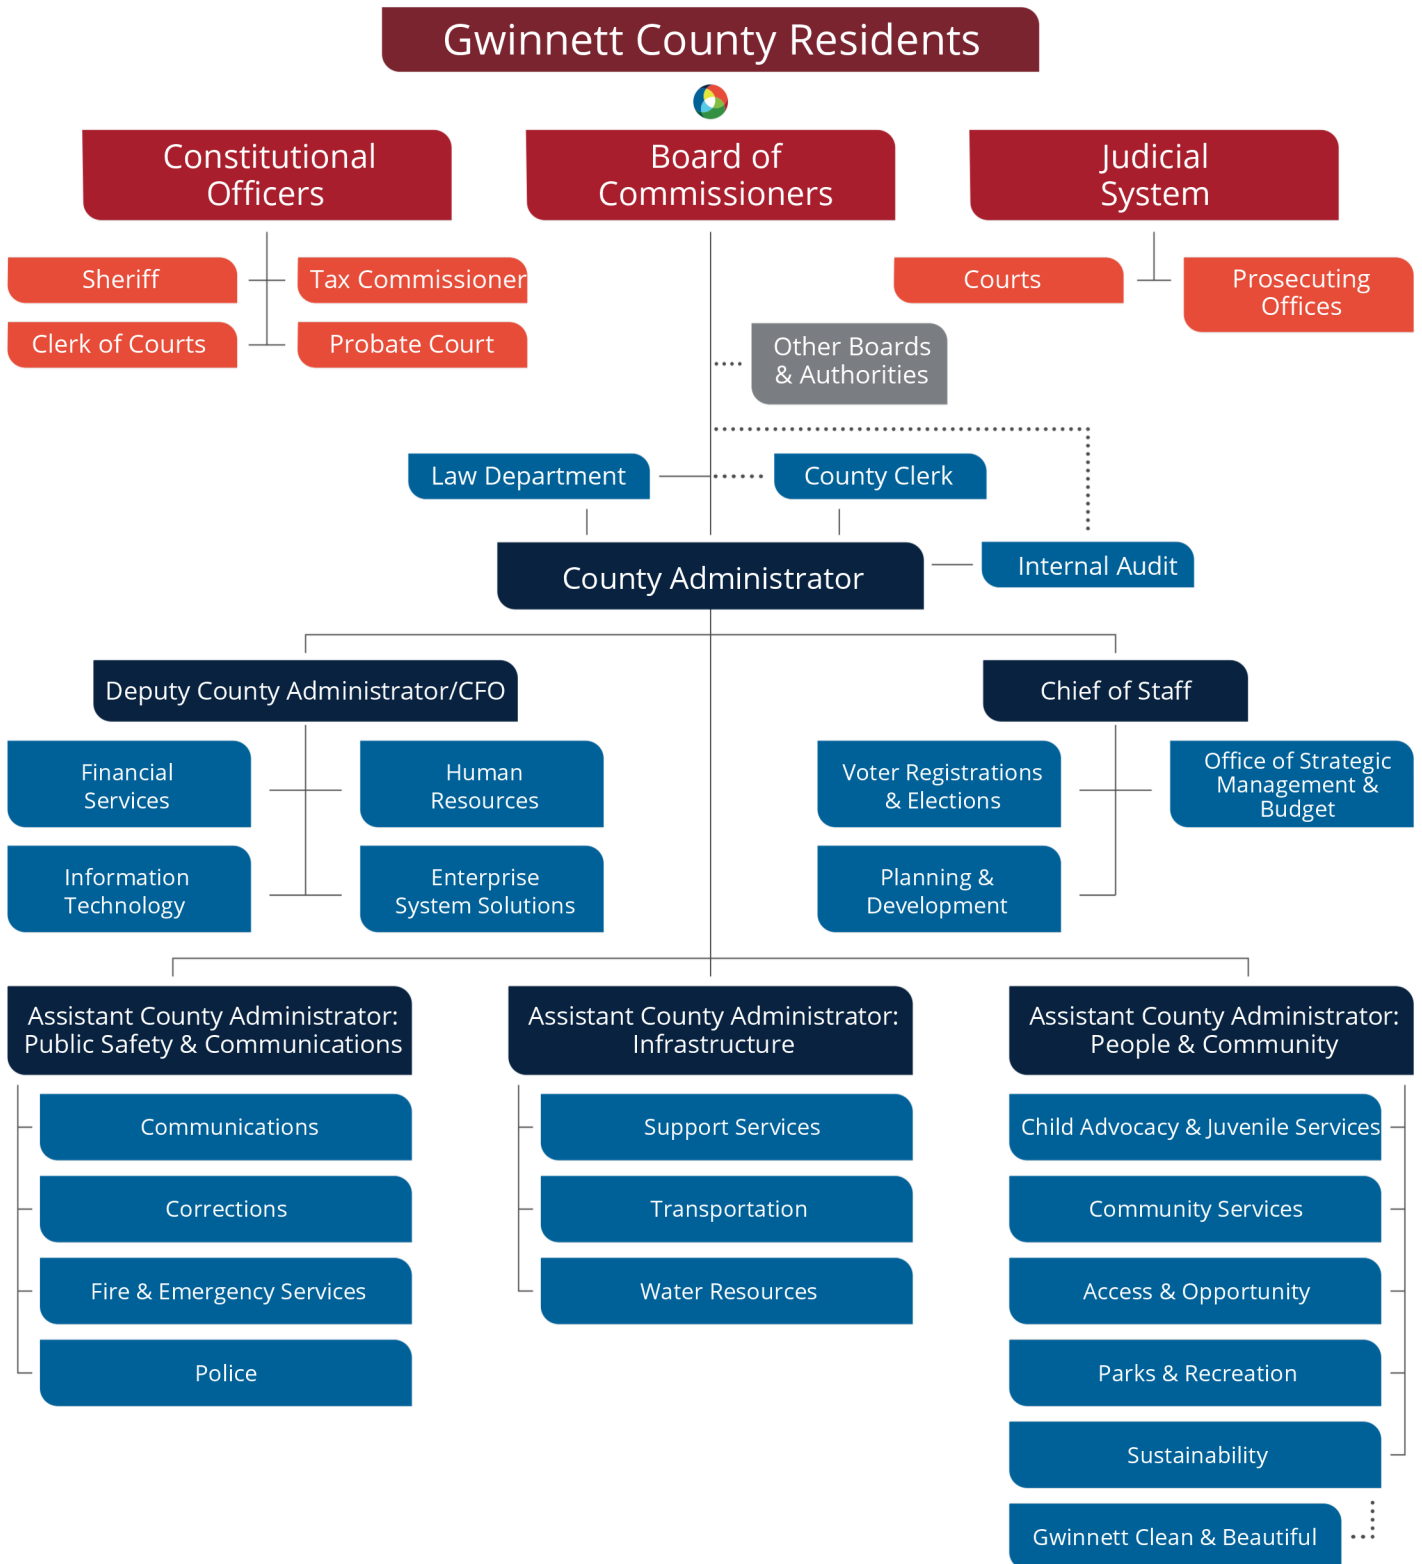 Gwinnett County Residents
Constitutional
Officers
Board of
Commissioners
Judicial
System
Sheriff
Tax Commissioner
Clerk of Courts
Probate Court
Courts
Prosecuting
Offices
Other Boards
& Authorities
Law Department
County Clerk
County Administrator
Internal Audit
Deputy County Administrator/CFO
Financial
Services
Human
Resources
Information
Technology
Enterprise
System Solutions
Chief of Staff
Voter Registrations
& Elections
Office of Strategic
Management &
Budget
Planning &
Development
Assistant County Administrator:
Public Safety & Communications
Communications
Corrections
Fire & Emergency Services
Police
Assistant County Administrator:
Infrastructure
Support Services
Transportation
Water Resources
Assistant County Administrator:
People & Community
Child Advocacy & Juvenile Services
Community Services
Access & Opportunity
Parks & Recreation
Sustainability
Gwinnett Clean & Beautiful